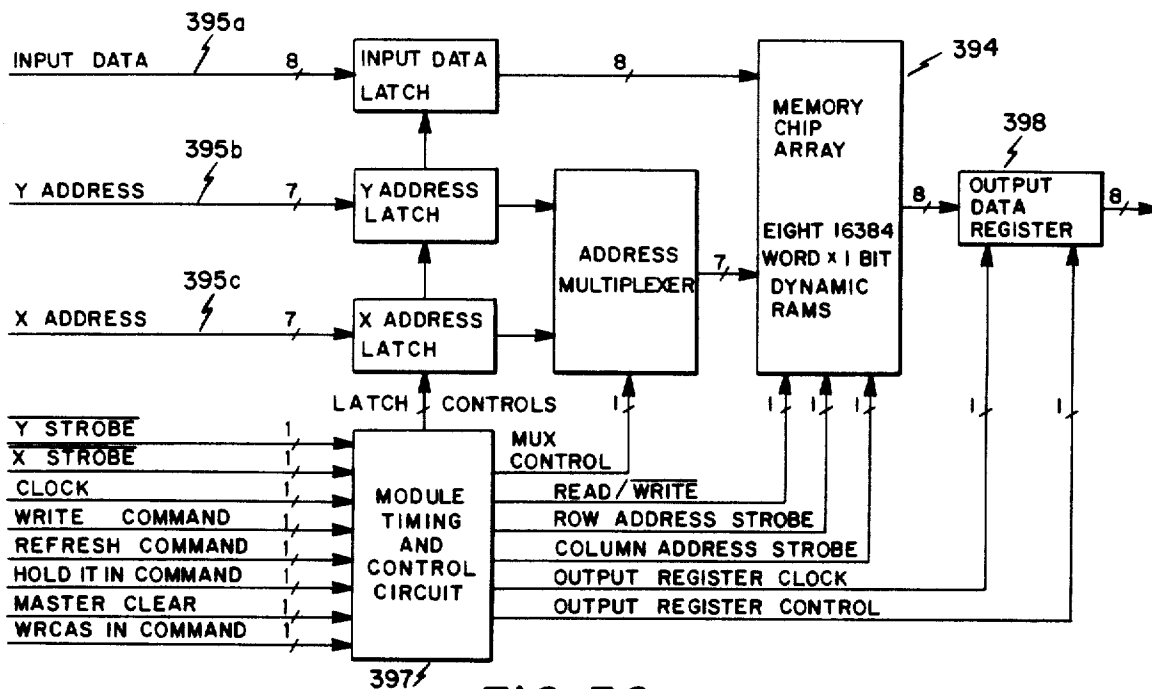 395a
INPUT DATA
8
INPUT DATA
LATCH
8
394
MEMORY
CHIP
ARRAY
EIGHT 16384
WORD × 1 BIT
DYNAMIC
RAMS
398
8
OUTPUT
DATA
REGISTER
8
395b
Y ADDRESS
7
Y ADDRESS
LATCH
ADDRESS
MULTIPLEXER
7
395c
X ADDRESS
7
X ADDRESS
LATCH
LATCH CONTROLS
1
1
1
1
1
1
Y STROBE
1
X STROBE
1
CLOCK
1
WRITE COMMAND
1
REFRESH COMMAND
1
HOLD IT IN COMMAND
1
MASTER CLEAR
1
WRCAS IN COMMAND
1
MODULE
TIMING
AND
CONTROL
CIRCUIT
397
MUX
CONTROL
READ/WRITE
ROW ADDRESS STROBE
COLUMN ADDRESS STROBE
OUTPUT REGISTER CLOCK
OUTPUT REGISTER CONTROL